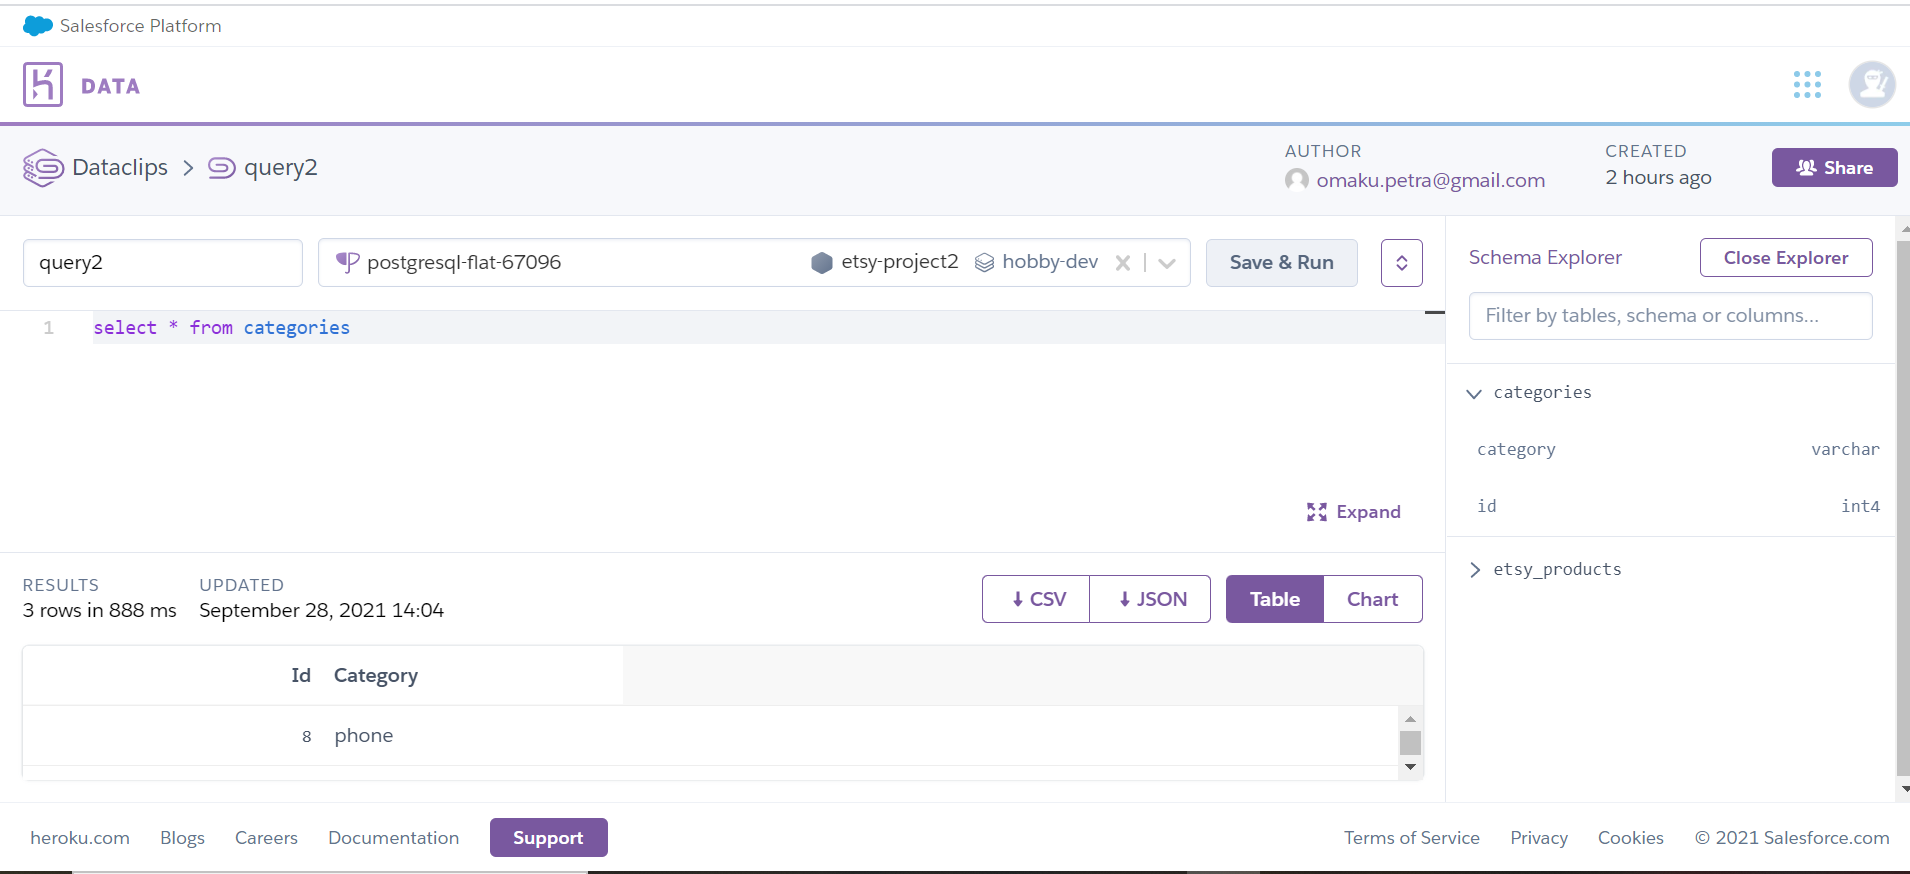 Salesforce Platform
DATA
Dataclips > query2
AUTHOR
omaku.petra@gmail.com
CREATED
2 hours ago
Share
query2
postgresql-flat-67096
etsy-project2
hobby-dev
Save & Run
1 select * from categories
Expand
Schema Explorer
Close Explorer
Filter by tables, schema or columns...
categories
category varchar
id int4
etsy_products
RESULTS
3 rows in 888 ms
UPDATED
September 28, 2021 14:04
CSV
JSON
Table
Chart
Id Category
8 phone
heroku.com Blogs Careers Documentation Support Terms of Service Privacy Cookies © 2021 Salesforce.com